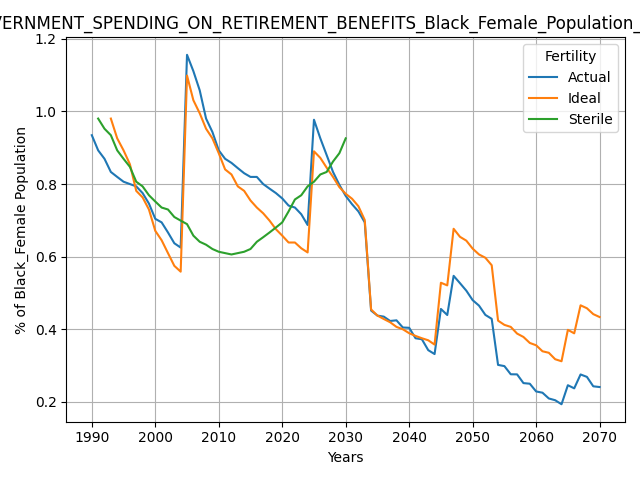 VERNMENT_SPENDING_ON_RETIREMENT_BENEFITS_Black_Female_Population_
1.2
1.0
0.8
0.6
0.4
0.2
% of Black_Female Population
Fertility
Actual
Ideal
Sterile
1990 2000 2010 2020 2030 2040 2050 2060 2070
Years